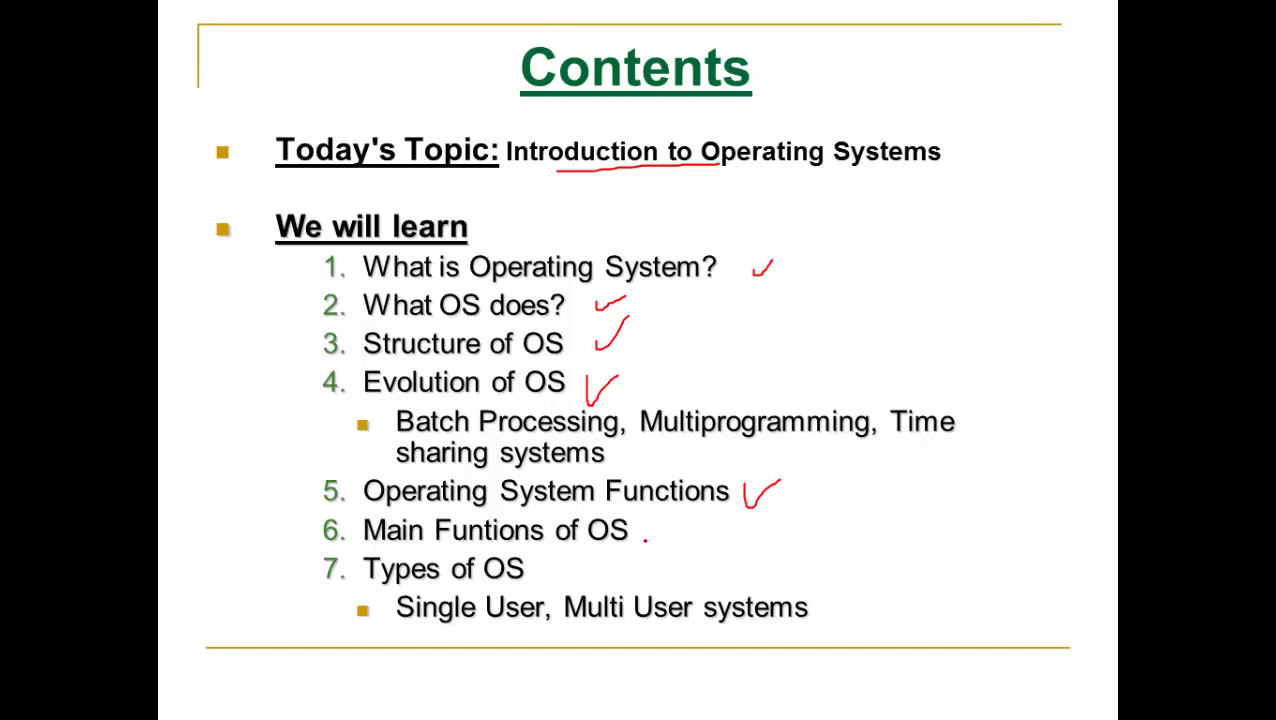 Contents
Today's Topic: Introduction to Operating Systems
We will learn
1. What is Operating System?
2. What OS does?
3. Structure of OS
4. Evolution of OS
Batch Processing, Multiprogramming, Time
sharing systems
5. Operating System Functions
6. Main Funtions of OS
7. Types of OS
Single User, Multi User systems